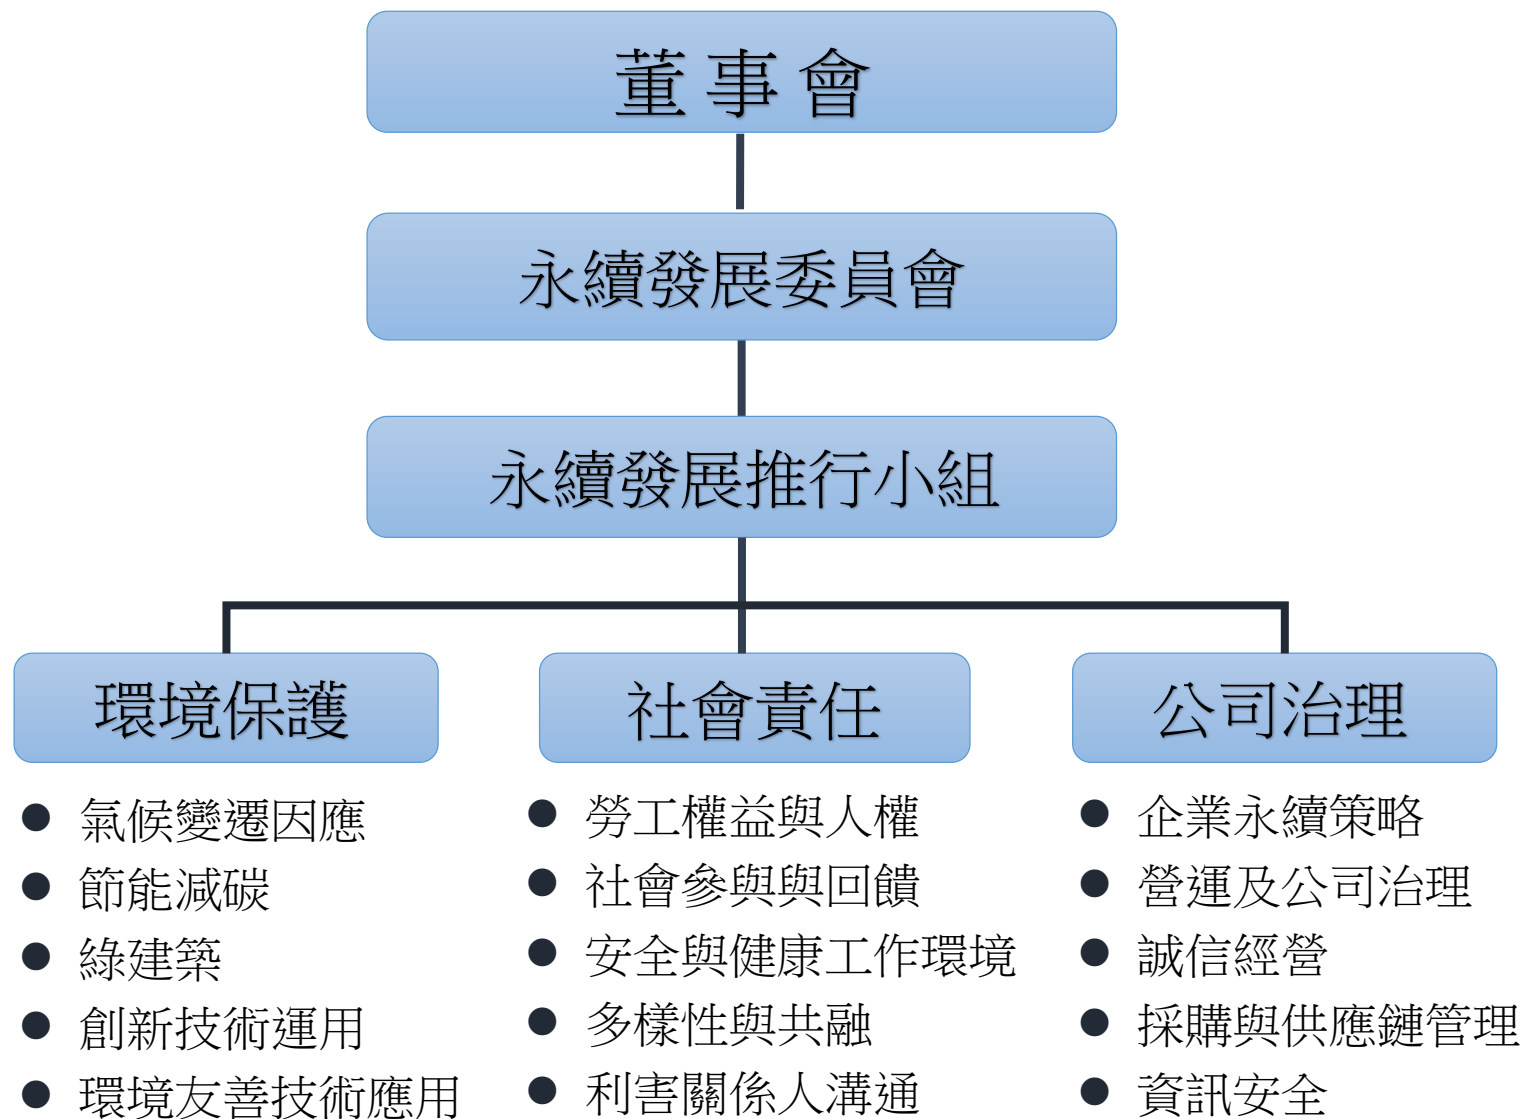 董事會
永續發展委員會
永續發展推行小組
環境保護
氣候變遷因應
節能減碳
綠建築
創新技術運用
環境友善技術應用
社會責任
勞工權益與人權
社會參與與回饋
安全與健康工作環境
多樣性與共融
利害關係人溝通
公司治理
企業永續策略
營運及公司治理
誠信經營
採購與供應鏈管理
資訊安全